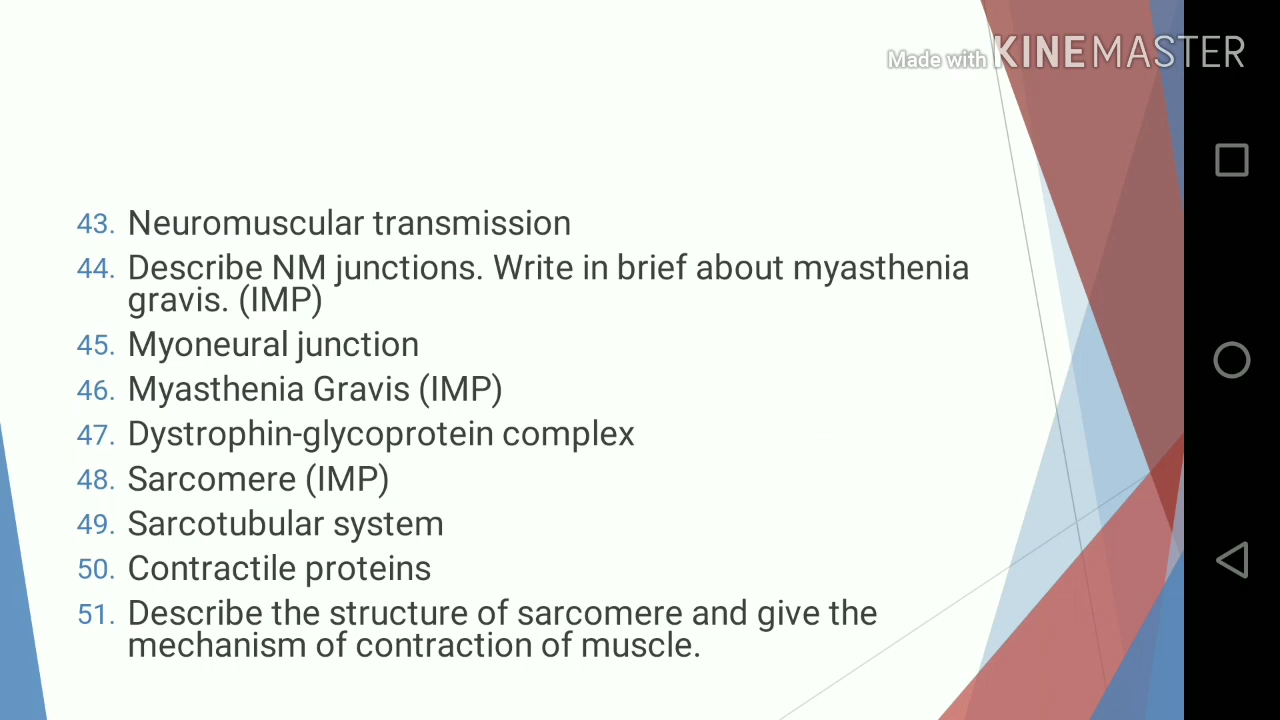 Made with KINEMASTER
43. Neuromuscular transmission
44. Describe NM junctions. Write in brief about myasthenia
gravis. (IMP)
45. Myoneural junction
46. Myasthenia Gravis (IMP)
47. Dystrophin-glycoprotein complex
48. Sarcomere (IMP)
49. Sarcotubular system
50. Contractile proteins
51. Describe the structure of sarcomere and give the
mechanism of contraction of muscle.